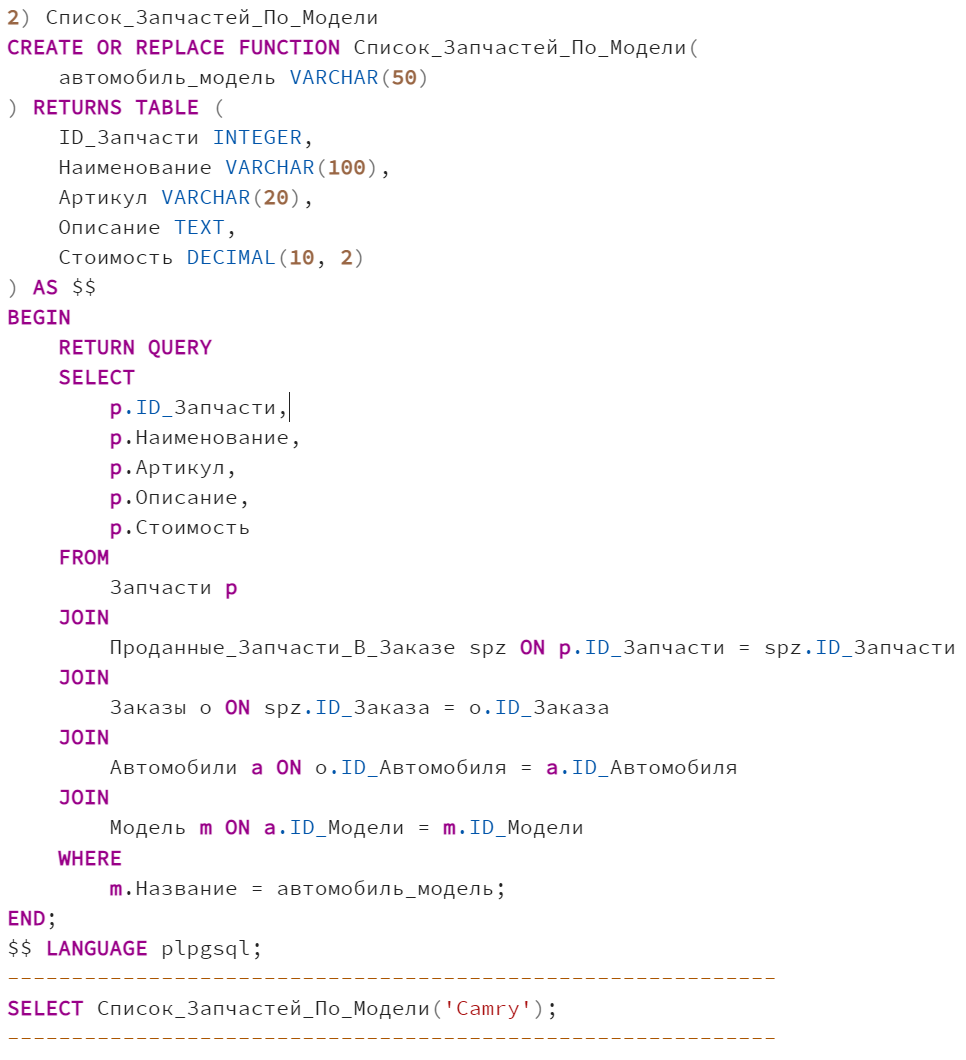 2) Список_Запчастей_По_Модели
CREATE OR REPLACE FUNCTION Список_Запчастей_По_Модели(
    автомобиль_модель VARCHAR(50)
) RETURNS TABLE (
    ID_Запчасти INTEGER,
    Наименование VARCHAR(100),
    Артикул VARCHAR(20),
    Описание TEXT,
    Стоимость DECIMAL(10, 2)
) AS $$
BEGIN
    RETURN QUERY
    SELECT
        p.ID_Запчасти,
        p.Наименование,
        p.Артикул,
        p.Описание,
        p.Стоимость
    FROM
        Запчасти p
    JOIN
        Проданные_Запчасти_В_Заказе spz ON p.ID_Запчасти = spz.ID_Запчасти
    JOIN
        Заказы o ON spz.ID_Заказа = o.ID_Заказа
    JOIN
        Автомобили a ON o.ID_Автомобиля = a.ID_Автомобиля
    JOIN
        Модель m ON a.ID_Модели = m.ID_Модели
    WHERE
        m.Название = автомобиль_модель;
END;
$$ LANGUAGE plpgsql;
------------------------------------------------------------
SELECT Список_Запчастей_По_Модели('Camry');
------------------------------------------------------------